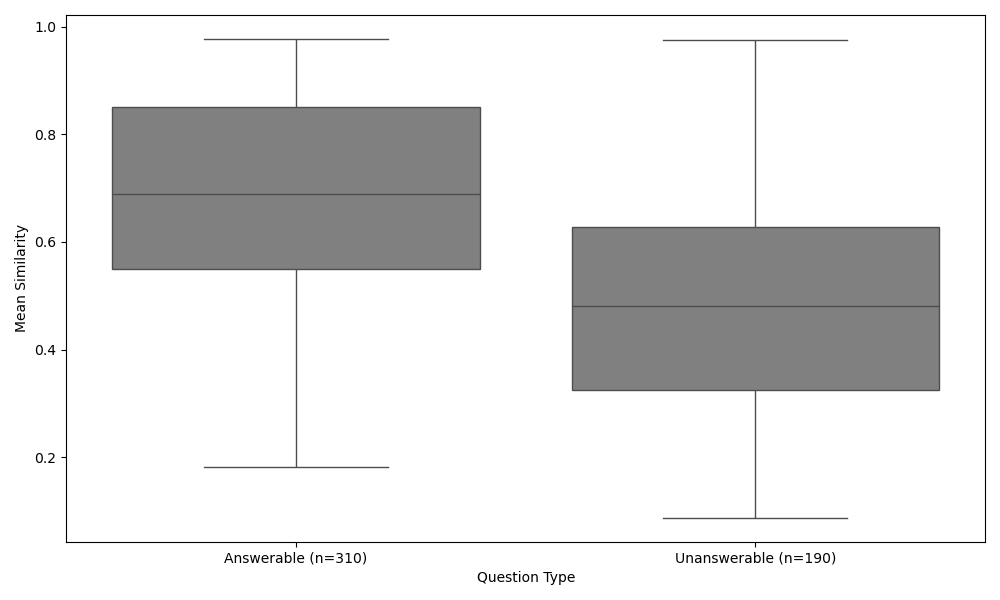 1.0
0.8
0.6
0.4
0.2
Mean Similarity
Answerable (n=310)
Unanswerable (n=190)
Question Type